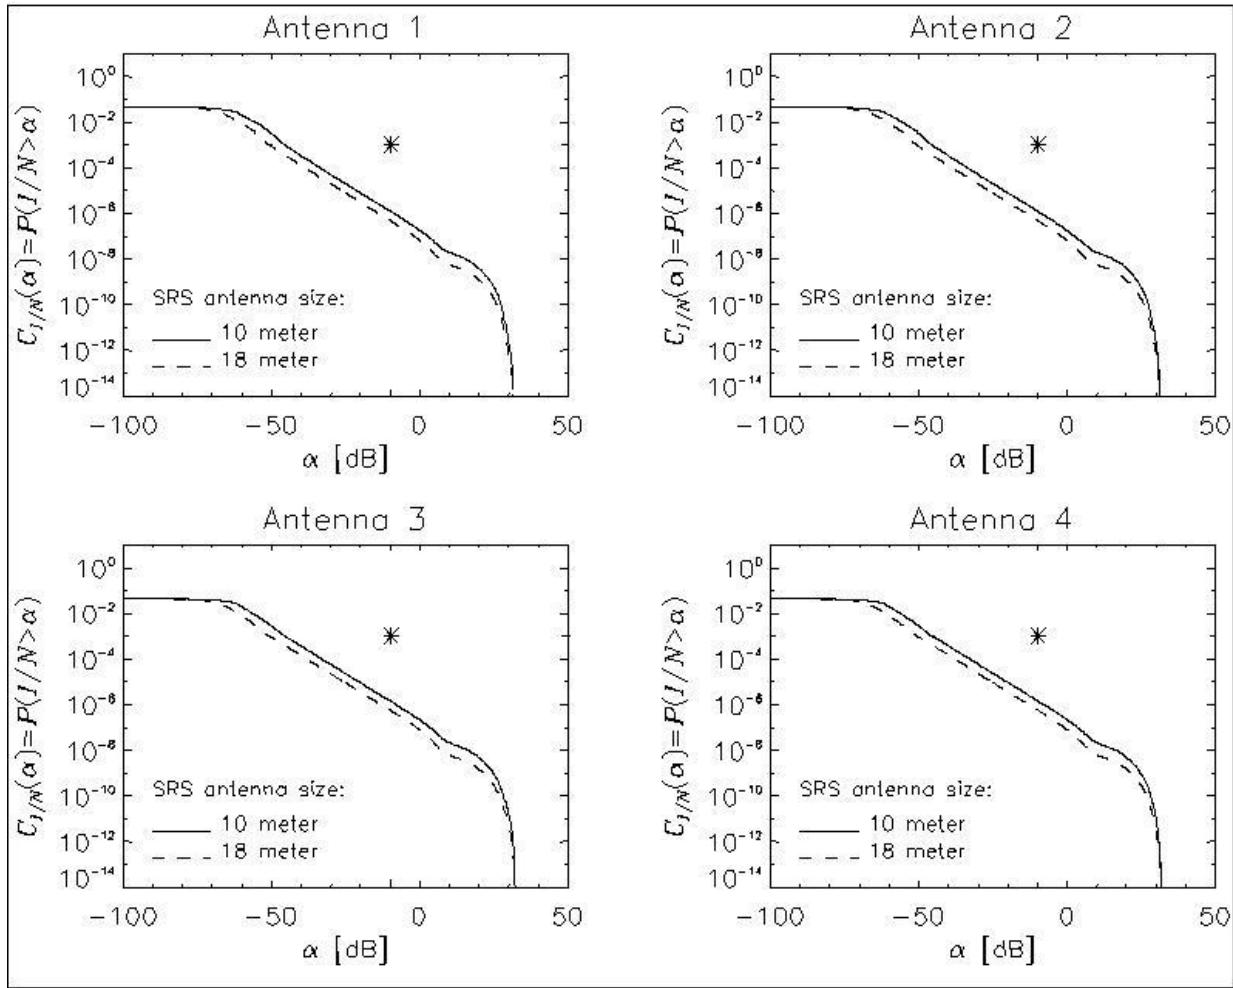 Antenna 1
10⁰
10⁻²
10⁻⁴
10⁻⁶
10⁻⁸
10⁻¹⁰
10⁻¹²
10⁻¹⁴
C_I/N(α)=P(I/N>α)
SRS antenna size:
10 meter
18 meter
−100 −50 0 50
α [dB]
Antenna 2
10⁰
10⁻²
10⁻⁴
10⁻⁶
10⁻⁸
10⁻¹⁰
10⁻¹²
10⁻¹⁴
C_I/N(α)=P(I/N>α)
SRS antenna size:
10 meter
18 meter
−100 −50 0 50
α [dB]
Antenna 3
10⁰
10⁻²
10⁻⁴
10⁻⁶
10⁻⁸
10⁻¹⁰
10⁻¹²
10⁻¹⁴
C_I/N(α)=P(I/N>α)
SRS antenna size:
10 meter
18 meter
−100 −50 0 50
α [dB]
Antenna 4
10⁰
10⁻²
10⁻⁴
10⁻⁶
10⁻⁸
10⁻¹⁰
10⁻¹²
10⁻¹⁴
C_I/N(α)=P(I/N>α)
SRS antenna size:
10 meter
18 meter
−100 −50 0 50
α [dB]